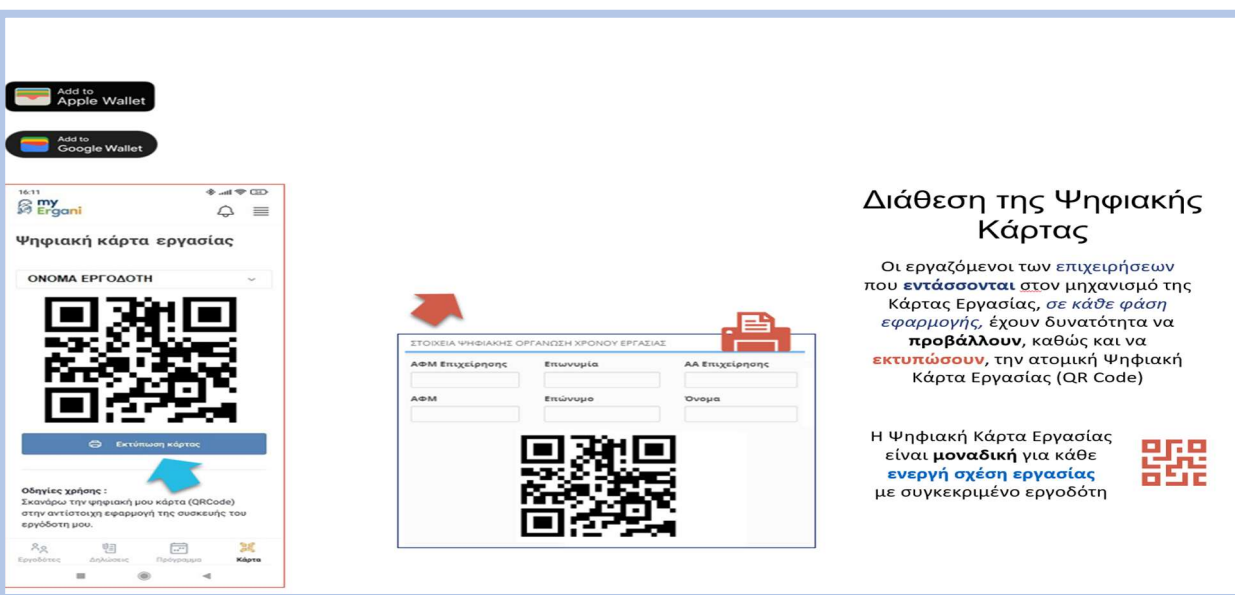 Add to
Apple Wallet
Add to
Google Wallet
16:11
my
Ergani
Ψηφιακή κάρτα εργασίας
ΟΝΟΜΑ ΕΡΓΟΔΟΤΗ
Εκτύπωση κάρτας
Οδηγίες χρήσης :
Σκανάρω την ψηφιακή μου κάρτα (QRCode)
στην αντίστοιχη εφαρμογή της συσκευής του
εργόδοτη μου.
Εργοδότες Δηλώσεις Πρόγραμμα Κάρτα
ΣΤΟΙΧΕΙΑ ΨΗΦΙΑΚΗΣ ΟΡΓΑΝΩΣΗ ΧΡΟΝΟΥ ΕΡΓΑΣΙΑΣ
ΑΦΜ Επιχείρησης Επωνυμία ΑΑ Επιχείρησης
ΑΦΜ Επώνυμο Όνομα
Διάθεση της Ψηφιακής
Κάρτας
Οι εργαζόμενοι των επιχειρήσεων
που εντάσσονται στον μηχανισμό της
Κάρτας Εργασίας, σε κάθε φάση
εφαρμογής, έχουν δυνατότητα να
προβάλλουν, καθώς και να
εκτυπώσουν, την ατομική Ψηφιακή
Κάρτα Εργασίας (QR Code)
Η Ψηφιακή Κάρτα Εργασίας
είναι μοναδική για κάθε
ενεργή σχέση εργασίας
με συγκεκριμένο εργοδότη